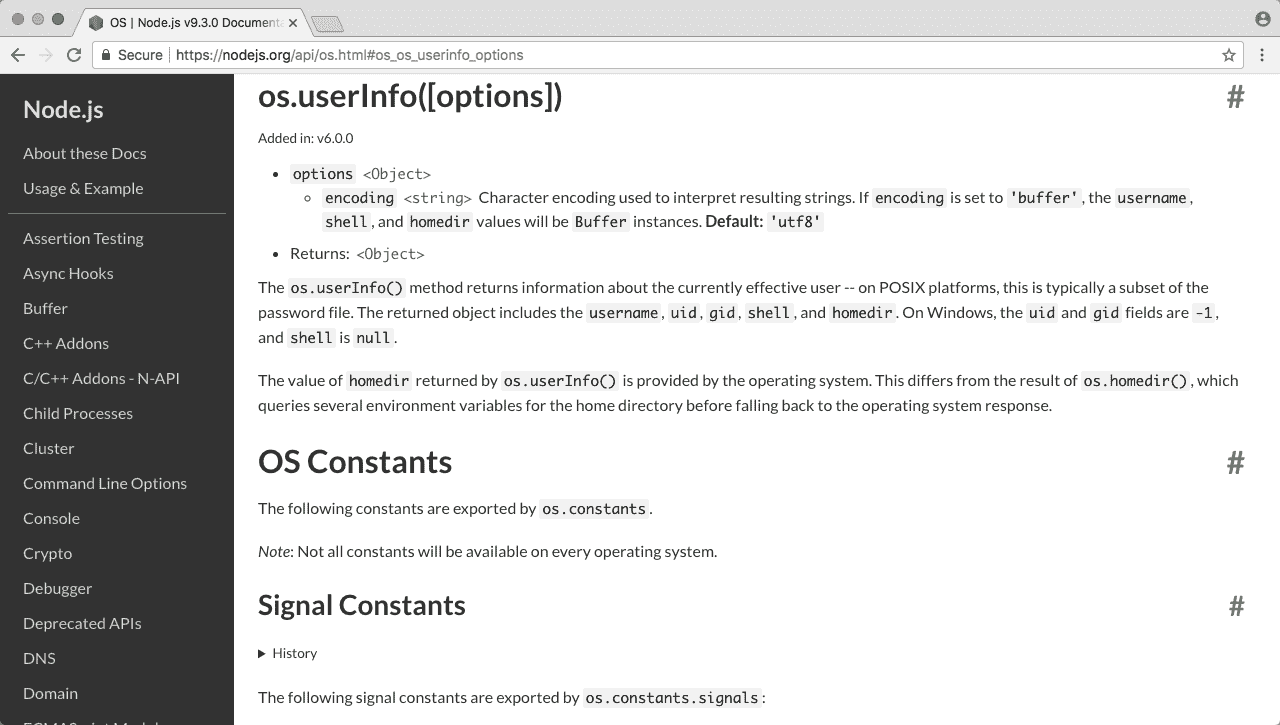 OS | Node.js v9.3.0 Documenta
Secure https://nodejs.org/api/os.html#os_os_userinfo_options
Node.js
About these Docs
Usage & Example
Assertion Testing
Async Hooks
Buffer
C++ Addons
C/C++ Addons - N-API
Child Processes
Cluster
Command Line Options
Console
Crypto
Debugger
Deprecated APIs
DNS
Domain
os.userInfo([options]) #
Added in: v6.0.0
• options <Object>
◦ encoding <string> Character encoding used to interpret resulting strings. If encoding is set to 'buffer', the username,
shell, and homedir values will be Buffer instances. Default: 'utf8'
• Returns: <Object>
The os.userInfo() method returns information about the currently effective user -- on POSIX platforms, this is typically a subset of the
password file. The returned object includes the username, uid, gid, shell, and homedir. On Windows, the uid and gid fields are -1,
and shell is null.
The value of homedir returned by os.userInfo() is provided by the operating system. This differs from the result of os.homedir(), which
queries several environment variables for the home directory before falling back to the operating system response.
OS Constants #
The following constants are exported by os.constants.
Note: Not all constants will be available on every operating system.
Signal Constants #
▶ History
The following signal constants are exported by os.constants.signals: